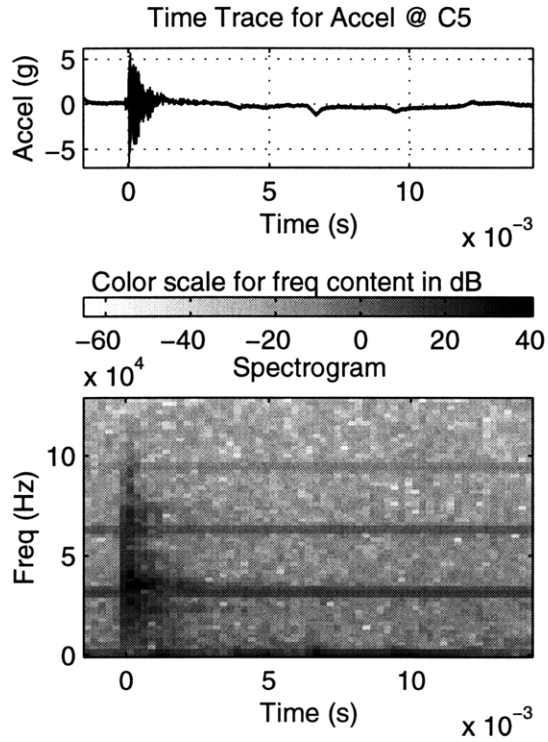 Time Trace for Accel @ C5
Accel (g)
5
0
−5
0 5 10
Time (s)
x 10⁻³
Color scale for freq content in dB
−60 −40 −20 0 20 40
x 10⁴
Spectrogram
Freq (Hz)
10
5
0
0 5 10
Time (s)
x 10⁻³